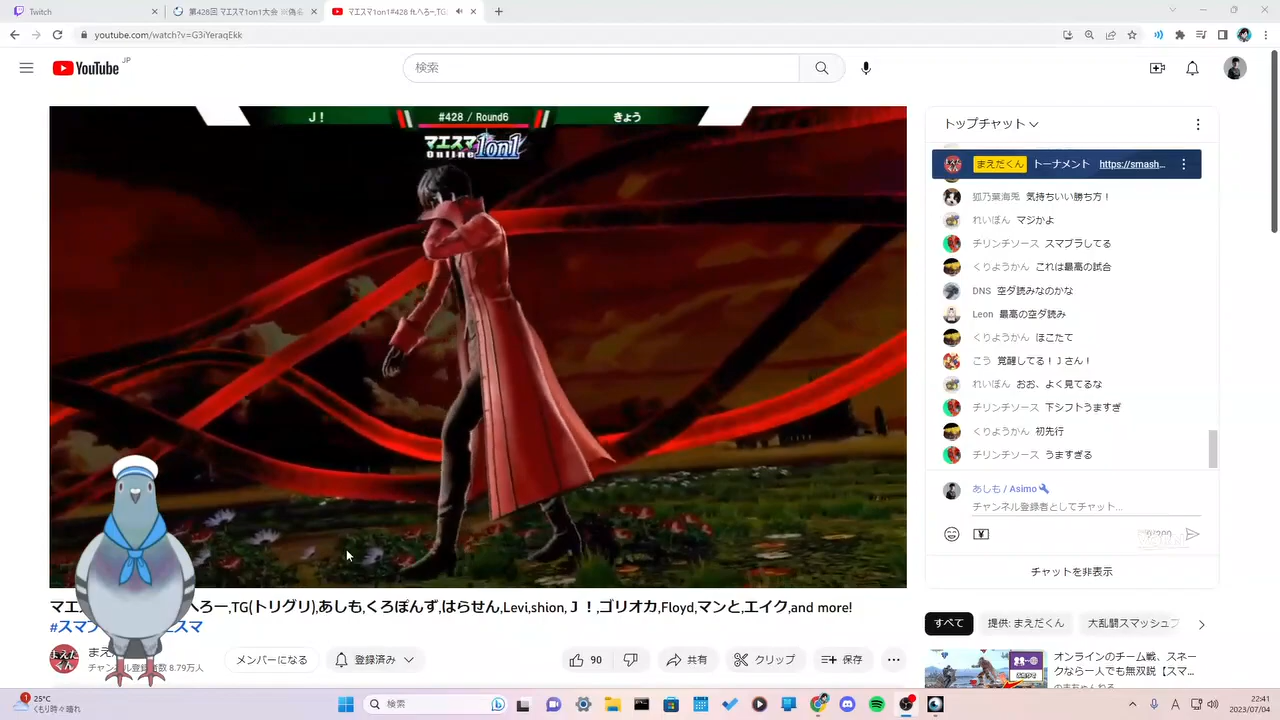 Twitch
第428回 マエスマ1on1大会 ※偽名
マエスマ1on1#428 ft.へろー,TG
youtube.com/watch?v=G3iYeraqEkk
YouTube JP
検索
J！
#428 / Round6
きょう
マエスマ
Online 1on1
トップチャット
まえだくん トーナメント https://smash...
狐乃葉海兎 気持ちいい勝ち方！
れいぼん マジかよ
チリンチソース スマブラしてる
くりようかん これは最高の試合
DNS 空ダ読みなのかな
Leon 最高の空ダ読み
くりようかん ほこたて
こう 覚醒してる！Jさん！
れいぼん おお、よく見てるな
チリンチソース 下シフトうますぎ
くりようかん 初先行
チリンチソース うますぎる
あしも / Asimo
チャンネル登録者としてチャット...
0/200
チャットを非表示
マエ
へろー,TG(トリグリ),あしも,くろぽんず,はらせん,Levi,shion,Ｊ！,ゴリオカ,Floyd,マンと,エイク,and more!
#スマブ
エスマ
まえだくん
まえ
チャンネル登録者数 8.79万人
メンバーになる
登録済み
90
共有
クリップ
保存
すべて
提供: まえだくん
大乱闘スマッシュブ
オンラインのチーム戦、スネー
クなら一人でも無双説【スマ...
1
25°C
くもり時々晴れ
検索
22:41
2023/07/04